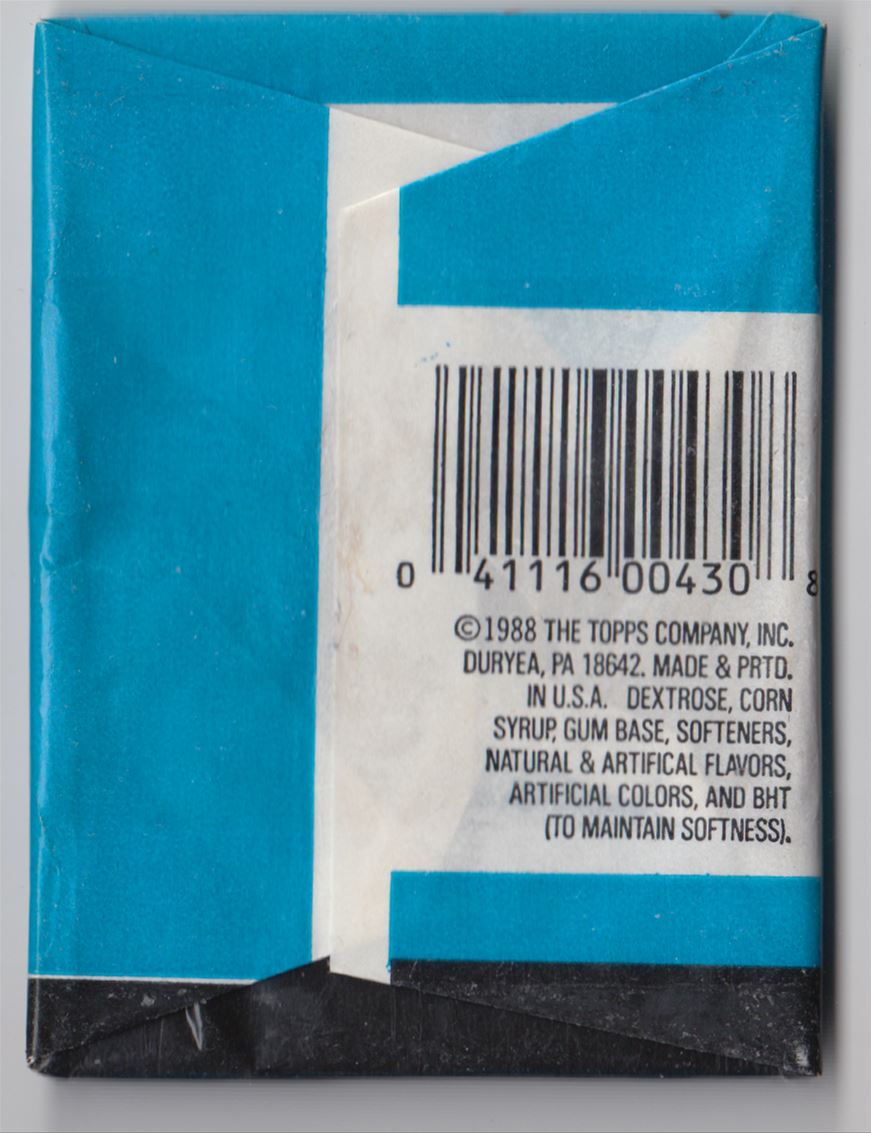 0 41116 00430 8
©1988 THE TOPPS COMPANY, INC.
DURYEA, PA 18642. MADE & PRTD.
IN U.S.A. DEXTROSE, CORN
SYRUP, GUM BASE, SOFTENERS,
NATURAL & ARTIFICAL FLAVORS,
ARTIFICIAL COLORS, AND BHT
(TO MAINTAIN SOFTNESS).